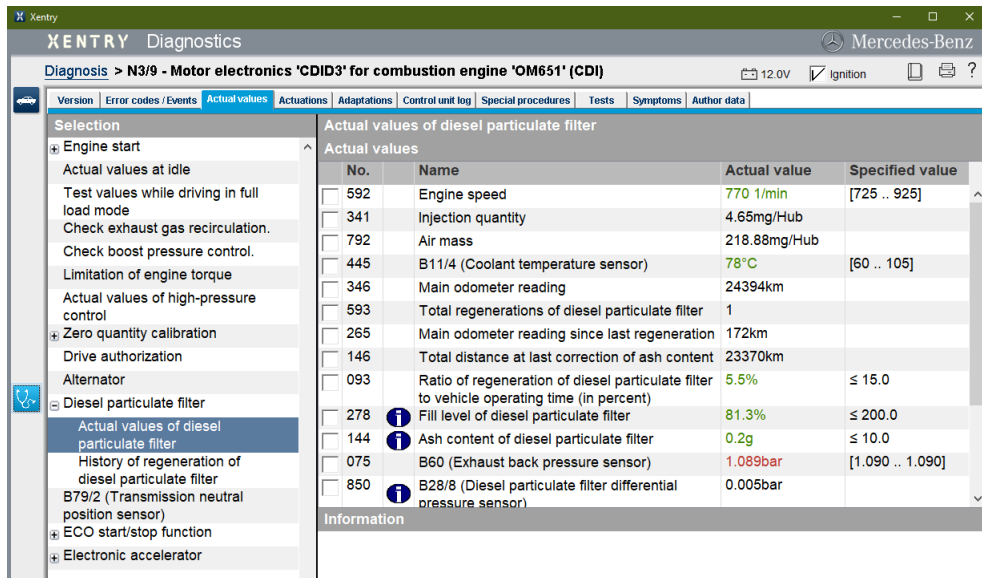 Xentry
XENTRY Diagnostics
Mercedes-Benz
Diagnosis > N3/9 - Motor electronics 'CDID3' for combustion engine 'OM651' (CDI)
12.0V
Ignition
?
Version
Error codes / Events
Actual values
Actuations
Adaptations
Control unit log
Special procedures
Tests
Symptoms
Author data
Selection
Engine start
Actual values at idle
Test values while driving in full
load mode
Check exhaust gas recirculation.
Check boost pressure control.
Limitation of engine torque
Actual values of high-pressure
control
Zero quantity calibration
Drive authorization
Alternator
Diesel particulate filter
Actual values of diesel
particulate filter
History of regeneration of
diesel particulate filter
B79/2 (Transmission neutral
position sensor)
ECO start/stop function
Electronic accelerator
Actual values of diesel particulate filter
Actual values
No. Name Actual value Specified value
592 Engine speed 770 1/min [725 .. 925]
341 Injection quantity 4.65mg/Hub
792 Air mass 218.88mg/Hub
445 B11/4 (Coolant temperature sensor) 78°C [60 .. 105]
346 Main odometer reading 24394km
593 Total regenerations of diesel particulate filter 1
265 Main odometer reading since last regeneration 172km
146 Total distance at last correction of ash content 23370km
093 Ratio of regeneration of diesel particulate filter 5.5% ≤ 15.0
to vehicle operating time (in percent)
278 i Fill level of diesel particulate filter 81.3% ≤ 200.0
144 i Ash content of diesel particulate filter 0.2g ≤ 10.0
075 B60 (Exhaust back pressure sensor) 1.089bar [1.090 .. 1.090]
850 i B28/8 (Diesel particulate filter differential 0.005bar
pressure sensor)
Information